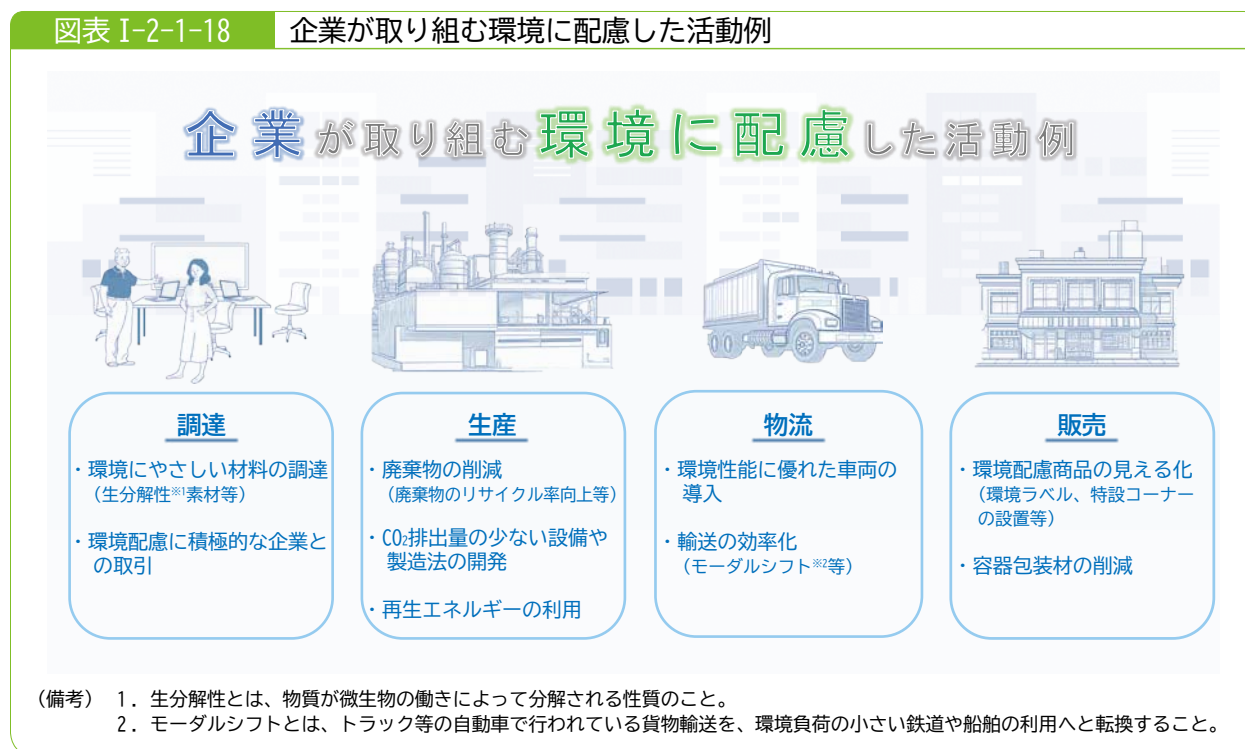 図表 I-2-1-18 企業が取り組む環境に配慮した活動例
企業が取り組む環境に配慮した活動例
調達
・環境にやさしい材料の調達
（生分解性※1素材等）
・環境配慮に積極的な企業と
の取引
生産
・廃棄物の削減
（廃棄物のリサイクル率向上等）
・CO₂排出量の少ない設備や
製造法の開発
・再生エネルギーの利用
物流
・環境性能に優れた車両の
導入
・輸送の効率化
（モーダルシフト※2等）
販売
・環境配慮商品の見える化
（環境ラベル、特設コーナー
の設置等）
・容器包装材の削減
（備考） 1．生分解性とは、物質が微生物の働きによって分解される性質のこと。
2．モーダルシフトとは、トラック等の自動車で行われている貨物輸送を、環境負荷の小さい鉄道や船舶の利用へと転換すること。